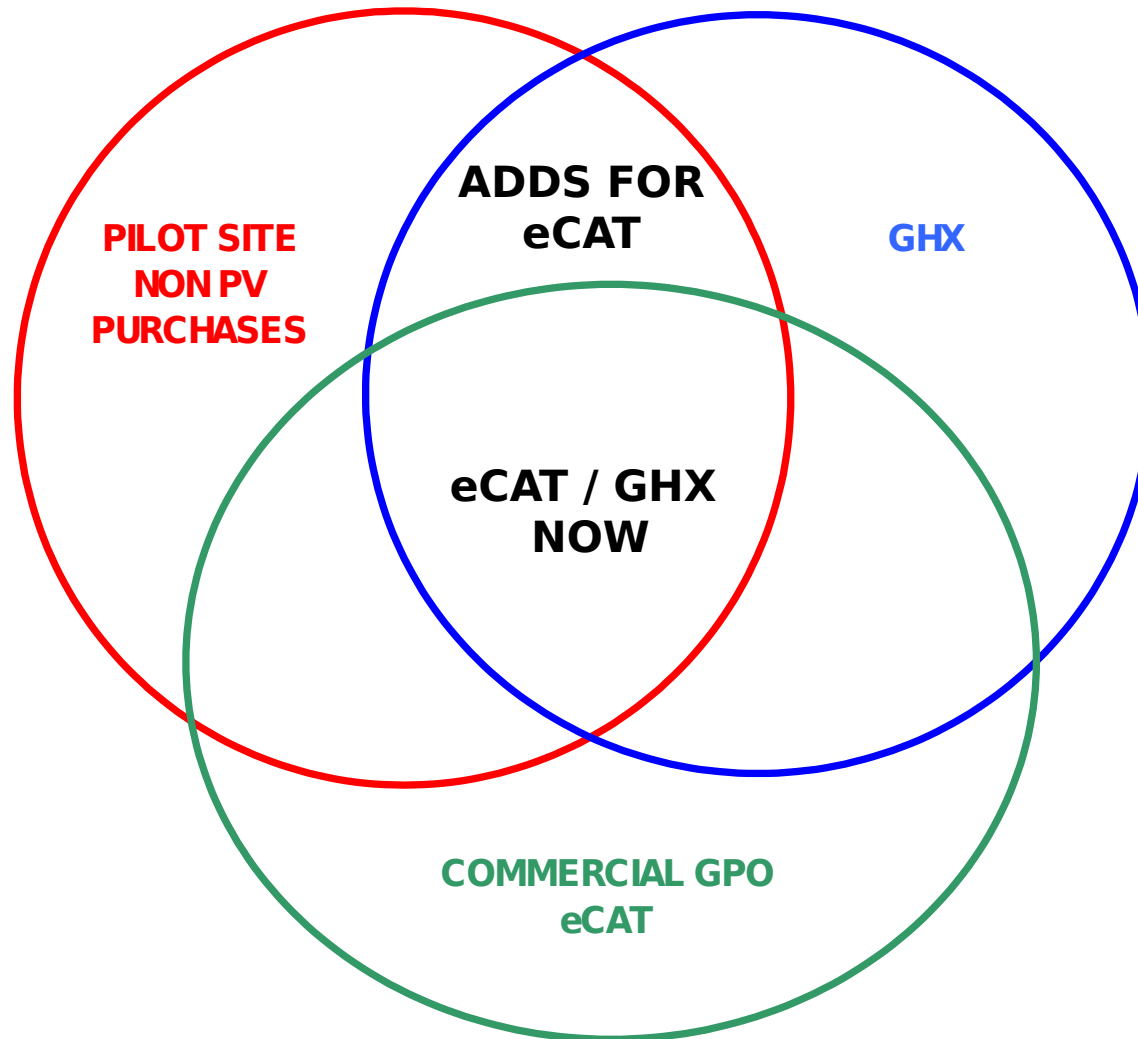 ADDS FOR
eCAT
PILOT SITE
NON PV
PURCHASES
GHX
eCAT / GHX
NOW
COMMERCIAL GPO
eCAT